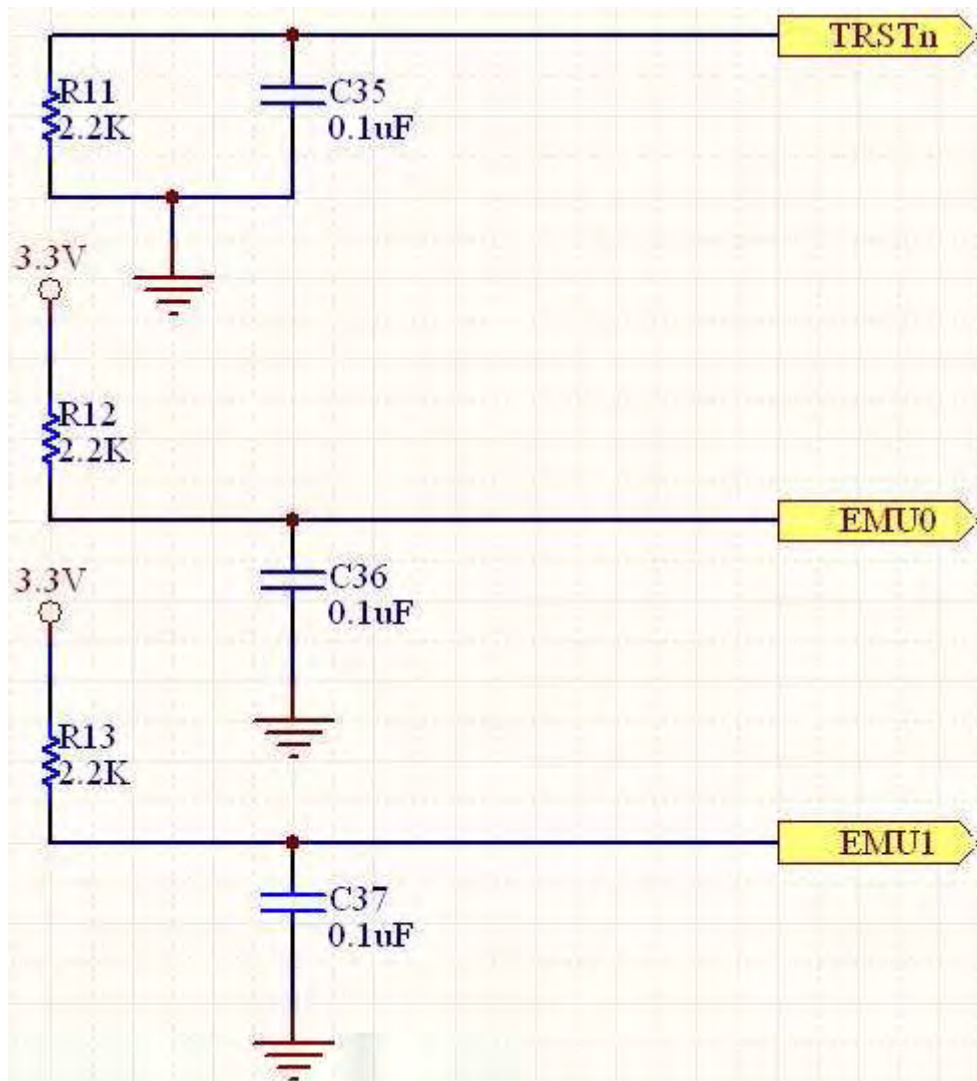 TRSTn
R11
2.2K
C35
0.1uF
3.3V
R12
2.2K
EMU0
C36
0.1uF
3.3V
R13
2.2K
EMU1
C37
0.1uF